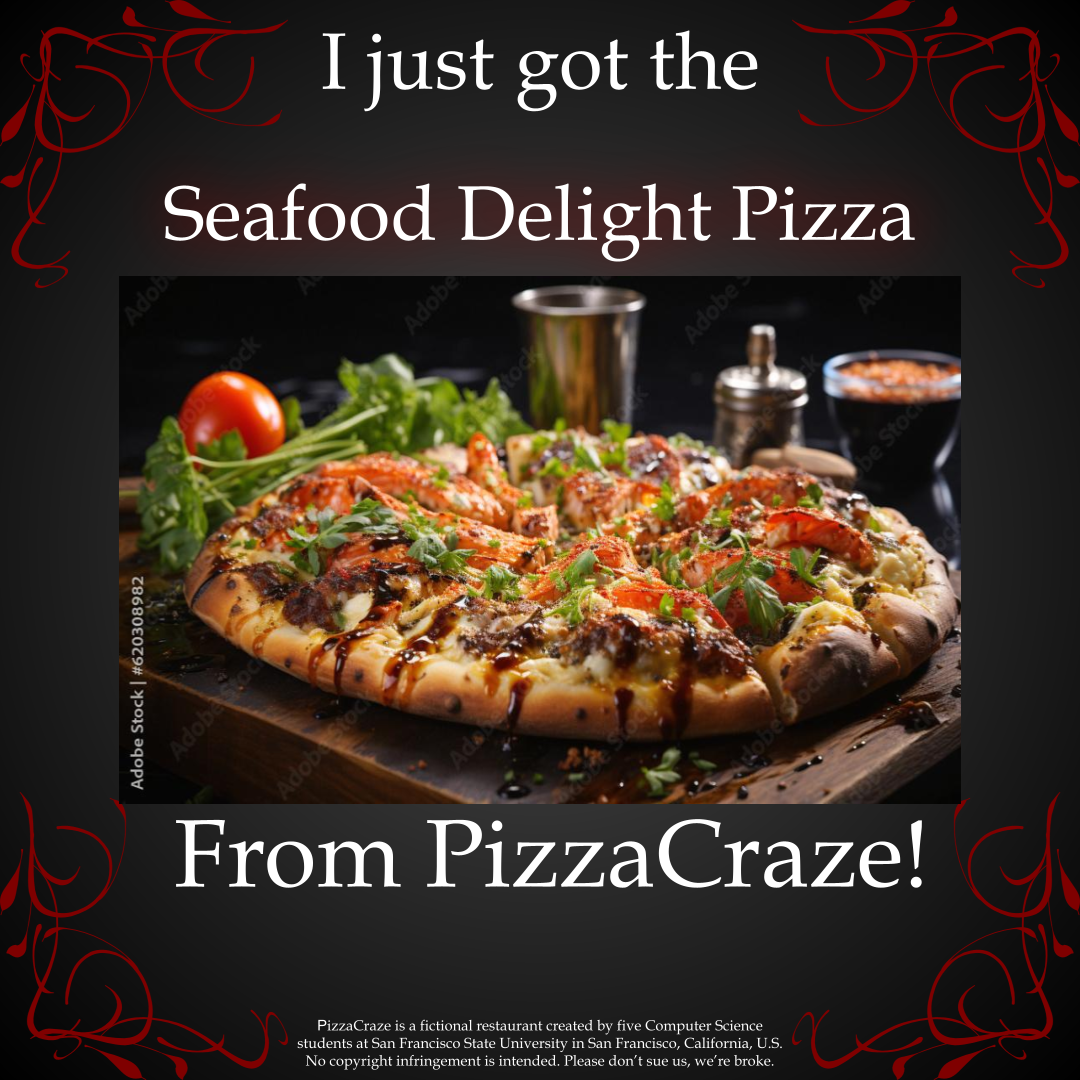 I just got the
Seafood Delight Pizza
Adobe Stock | #620308982
From PizzaCraze!
PizzaCraze is a fictional restaurant created by five Computer Science
students at San Francisco State University in San Francisco, California, U.S.
No copyright infringement is intended. Please don't sue us, we're broke.